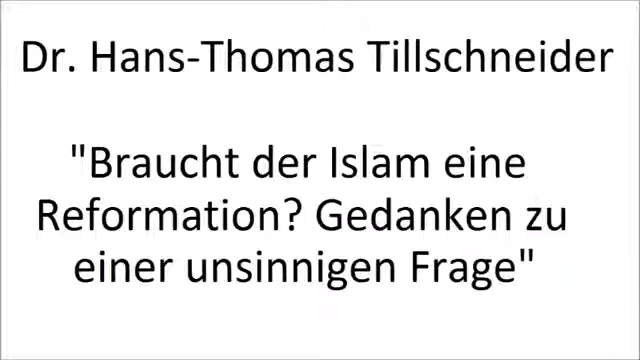 Dr. Hans-Thomas Tillschneider
"Braucht der Islam eine
Reformation? Gedanken zu
einer unsinnigen Frage"